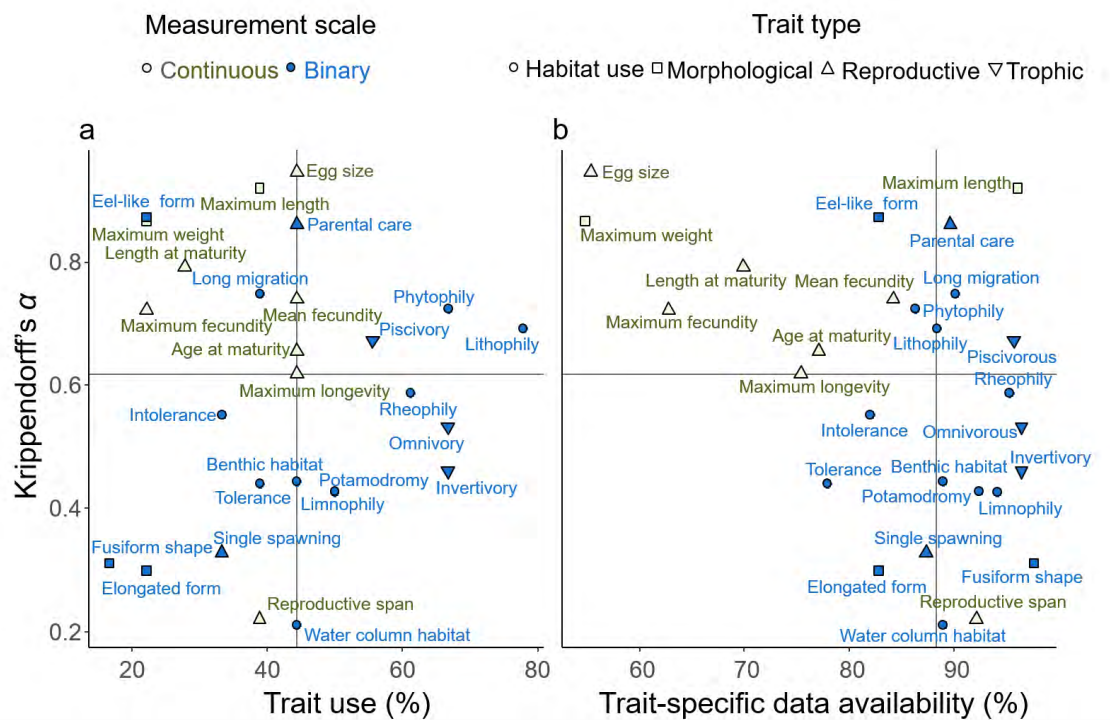 Measurement scale
Trait type
Continuous Binary
Habitat use Morphological Reproductive Trophic
a
b
Krippendorff's α
0.8
0.6
0.4
0.2
Egg size
Eel-like form
Maximum length
Parental care
Maximum weight
Length at maturity
Long migration
Phytophily
Maximum fecundity
Mean fecundity
Piscivory
Lithophily
Age at maturity
Maximum longevity
Rheophily
Intolerance
Omnivory
Benthic habitat
Potamodromy
Invertivory
Tolerance
Limnophily
Single spawning
Fusiform shape
Elongated form
Reproductive span
Water column habitat
20 40 60 80
Trait use (%)
Egg size
Maximum length
Eel-like form
Maximum weight
Parental care
Length at maturity
Mean fecundity
Long migration
Maximum fecundity
Phytophily
Age at maturity
Lithophily
Piscivorous
Maximum longevity
Rheophily
Intolerance
Omnivorous
Invertivory
Tolerance
Benthic habitat
Potamodromy
Limnophily
Single spawning
Elongated form
Fusiform shape
Reproductive span
Water column habitat
60 70 80 90
Trait-specific data availability (%)